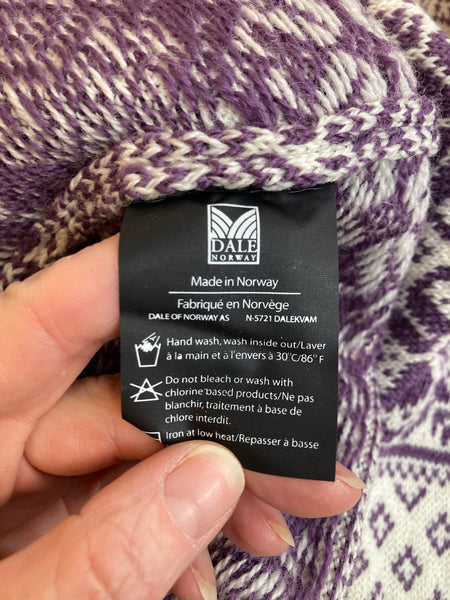 DALE
NORWAY
Made in Norway
Fabriqué en Norvège
DALE OF NORWAY AS N-5721 DALEKVAM
Hand wash, wash inside out/Laver
à la main et à l'envers à 30°C/86° F
Do not bleach or wash with
chlorine based products/Ne pas
blanchir, traitement à base de
chlore interdit.
Iron at low heat/Repasser à basse